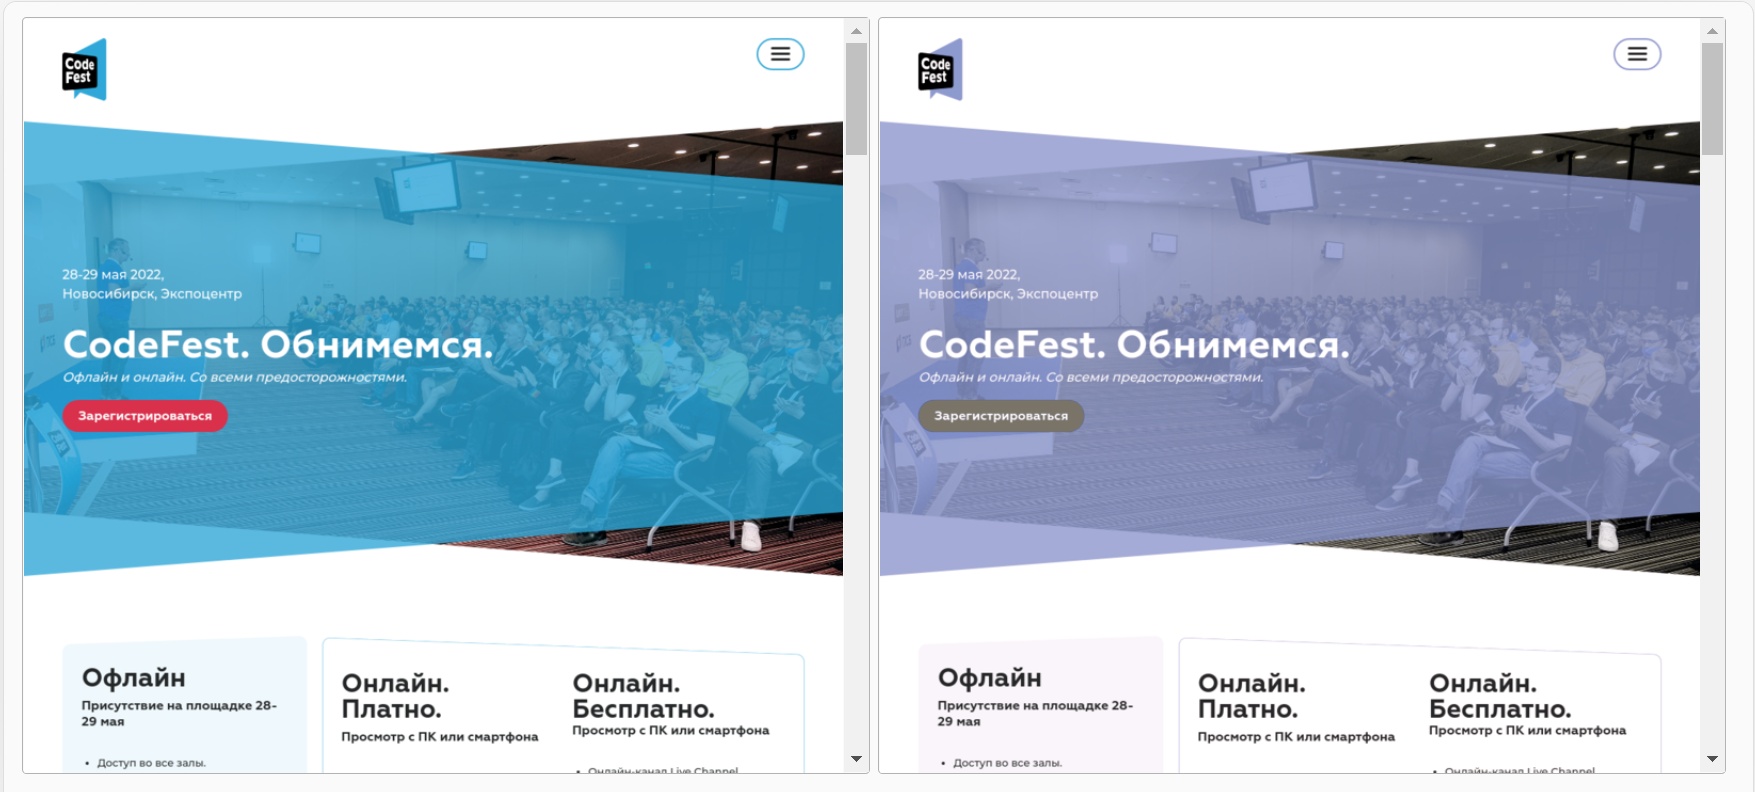 Code
Fest
28-29 мая 2022,
Новосибирск, Экспоцентр
CodeFest. Обнимемся.
Офлайн и онлайн. Со всеми предосторожностями.
Зарегистрироваться
Офлайн
Присутствие на площадке 28-
29 мая
• Доступ во все залы.
Онлайн.
Платно.
Просмотр с ПК или смартфона
Онлайн.
Бесплатно.
Просмотр с ПК или смартфона
• Онлайн-канал Live Channel
Code
Fest
28-29 мая 2022,
Новосибирск, Экспоцентр
CodeFest. Обнимемся.
Офлайн и онлайн. Со всеми предосторожностями.
Зарегистрироваться
Офлайн
Присутствие на площадке 28-
29 мая
• Доступ во все залы.
Онлайн.
Платно.
Просмотр с ПК или смартфона
Онлайн.
Бесплатно.
Просмотр с ПК или смартфона
• Онлайн-канал Live Channel